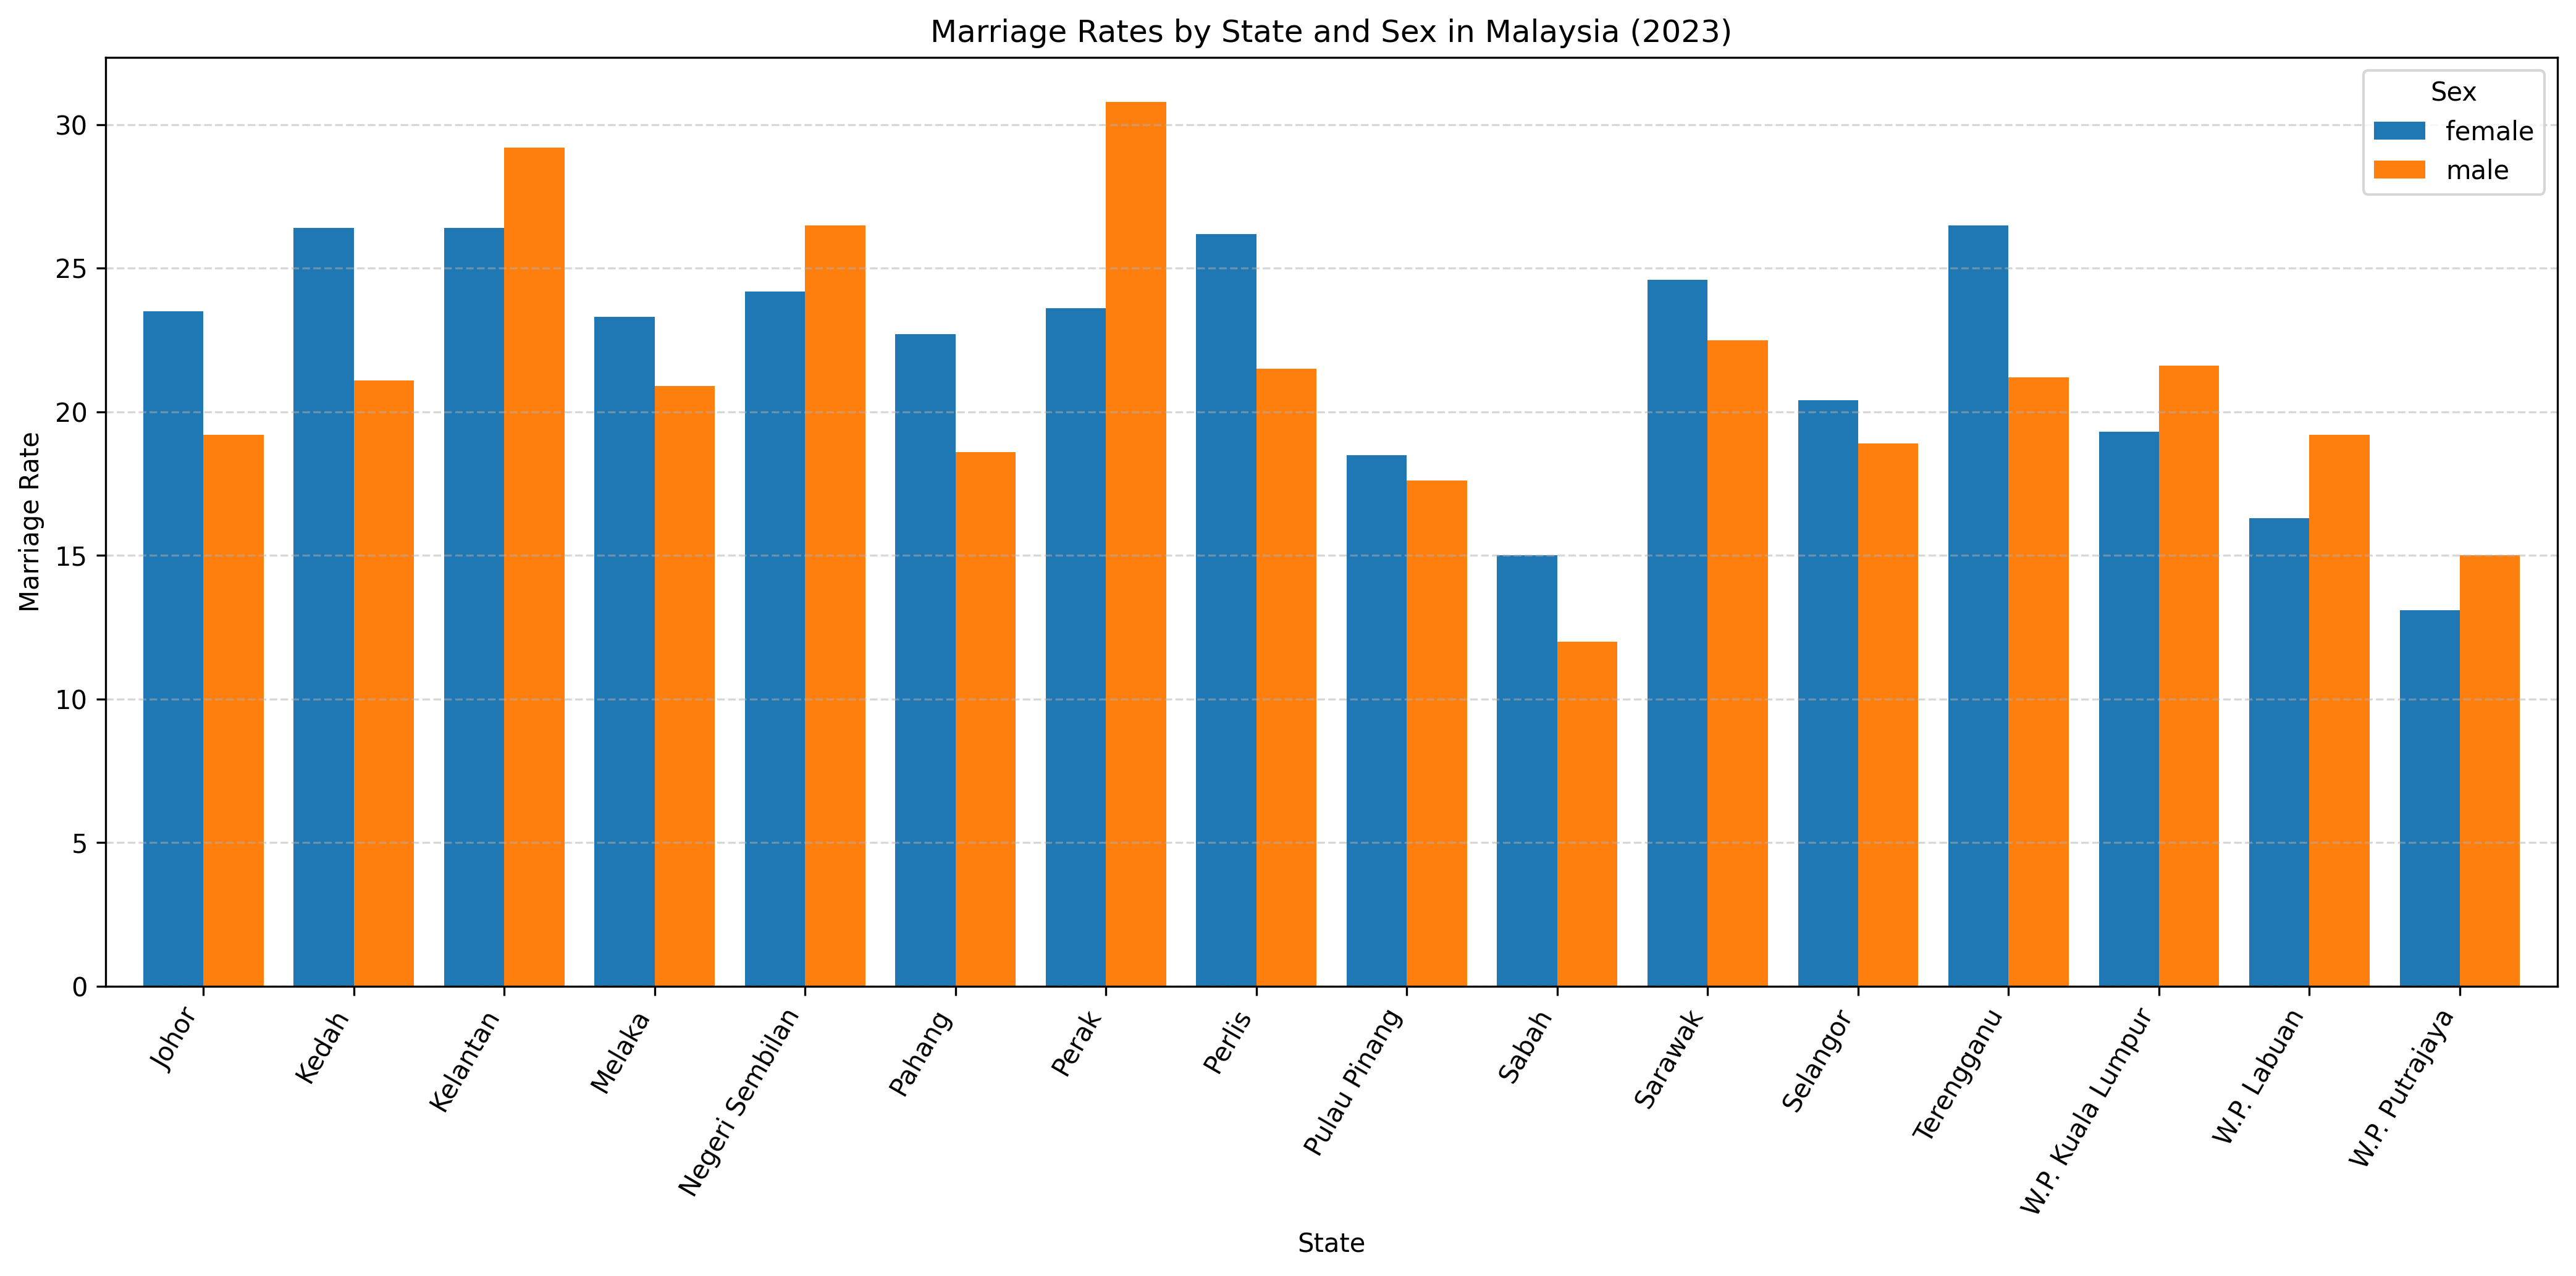 Marriage Rates by State and Sex in Malaysia (2023)
Sex
female
male
Marriage Rate
30
25
20
15
10
5
0
Johor
Kedah
Kelantan
Melaka
Negeri Sembilan
Pahang
Perak
Perlis
Pulau Pinang
Sabah
Sarawak
Selangor
Terengganu
W.P. Kuala Lumpur
W.P. Labuan
W.P. Putrajaya
State